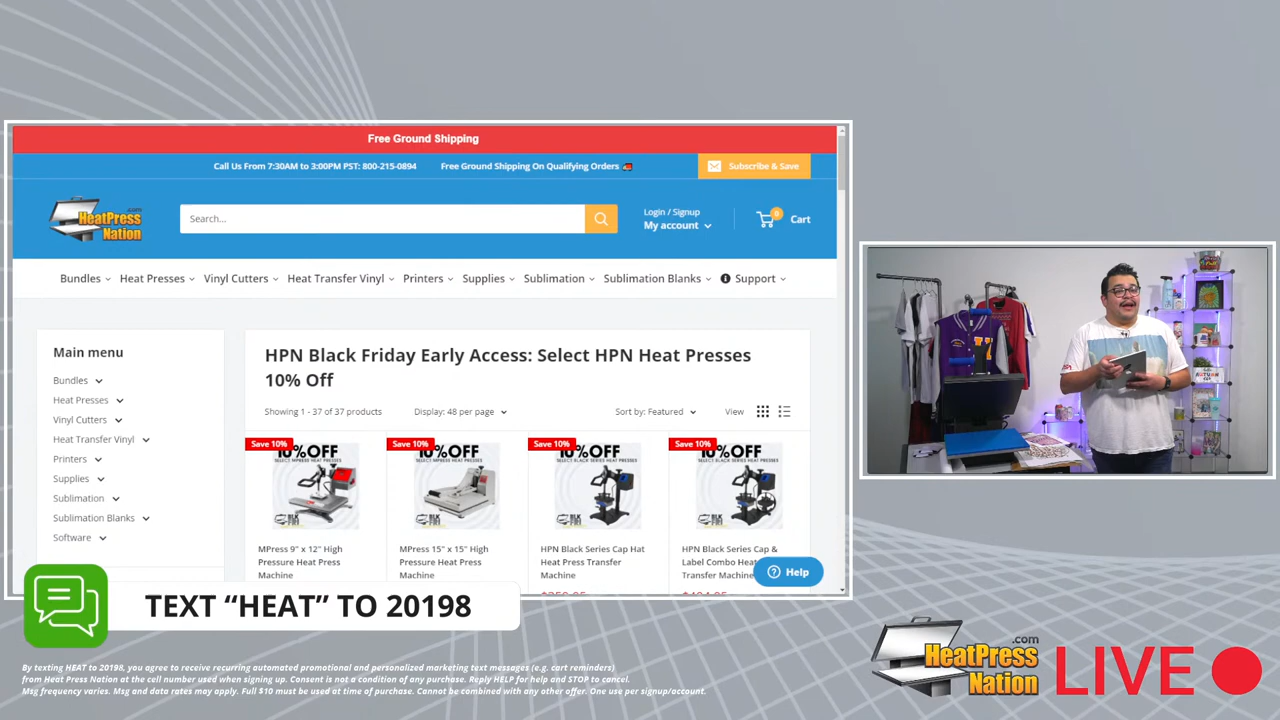 Free Ground Shipping
Call Us From 7:30AM to 3:00PM PST: 800-215-0894
Free Ground Shipping On Qualifying Orders
Subscribe & Save
.com
HeatPress
Nation
Search...
Login / Signup
My account
0
Cart
Bundles
Heat Presses
Vinyl Cutters
Heat Transfer Vinyl
Printers
Supplies
Sublimation
Sublimation Blanks
Support
Main menu
Bundles
Heat Presses
Vinyl Cutters
Heat Transfer Vinyl
Printers
Supplies
Sublimation
Sublimation Blanks
Software
HPN Black Friday Early Access: Select HPN Heat Presses
10% Off
Showing 1 - 37 of 37 products
Display: 48 per page
Sort by: Featured
View
Save 10%
10%OFF
MPress 9" x 12" High
Pressure Heat Press
Machine
Save 10%
10%OFF
MPress 15" x 15" High
Pressure Heat Press
Machine
Save 10%
10%OFF
HPN Black Series Cap Hat
Heat Press Transfer
Machine
Save 10%
10%OFF
HPN Black Series Cap &
Label Combo Heat
Transfer Machine
Help
TEXT “HEAT” TO 20198
By texting HEAT to 20198, you agree to receive recurring automated promotional and personalized marketing text messages (e.g. cart reminders)
from Heat Press Nation at the cell number used when signing up. Consent is not a condition of any purchase. Reply HELP for help and STOP to cancel.
Msg frequency varies. Msg and data rates may apply. Full $10 must be used at time of purchase. Cannot be combined with any other offer. One use per signup/account.
.com
HeatPress
Nation
LIVE